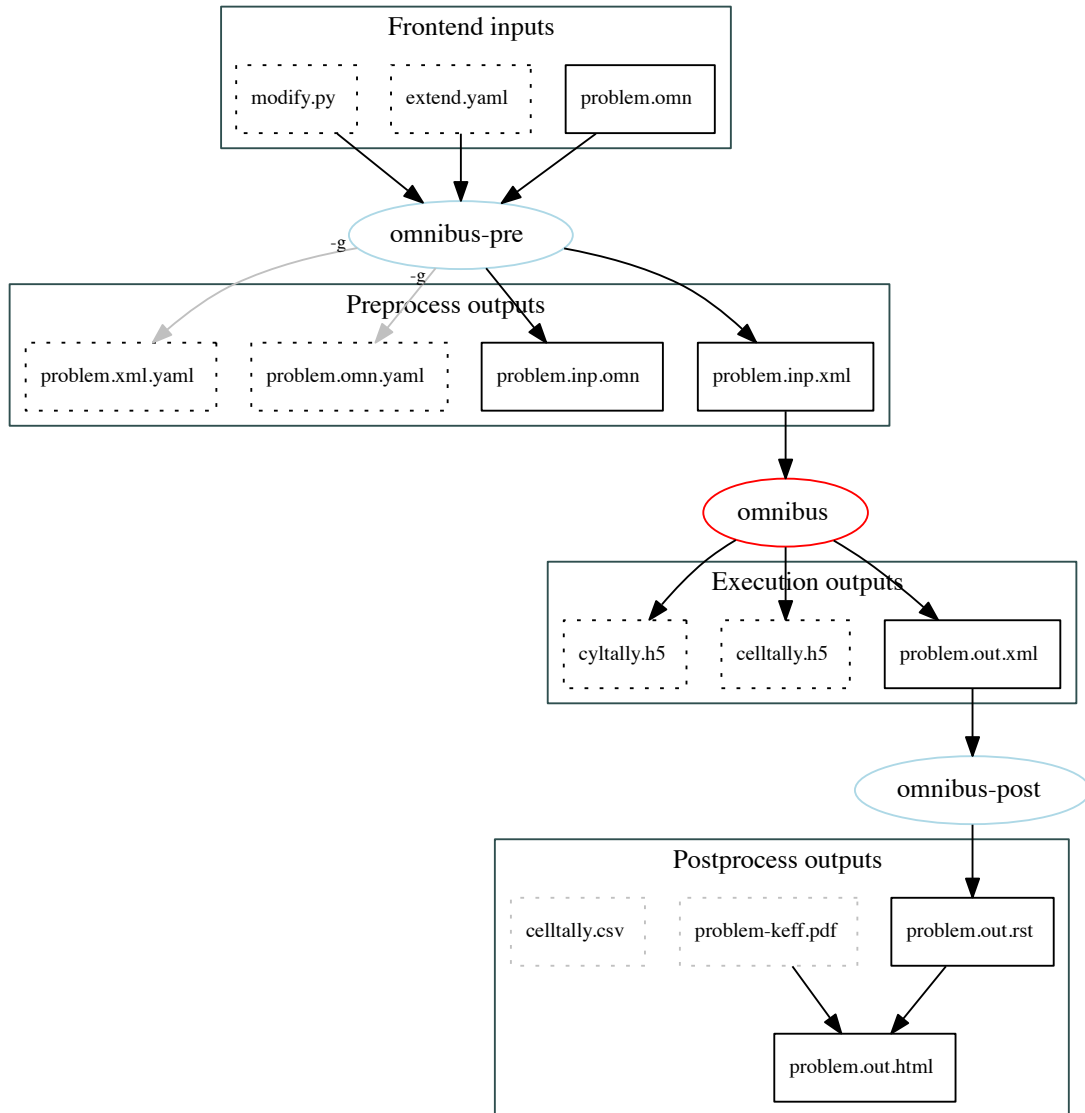 Frontend inputs
modify.py
extend.yaml
problem.omn
omnibus-pre
-g
-g
Preprocess outputs
problem.xml.yaml
problem.omn.yaml
problem.inp.omn
problem.inp.xml
omnibus
Execution outputs
cyltally.h5
celltally.h5
problem.out.xml
omnibus-post
Postprocess outputs
celltally.csv
problem-keff.pdf
problem.out.rst
problem.out.html